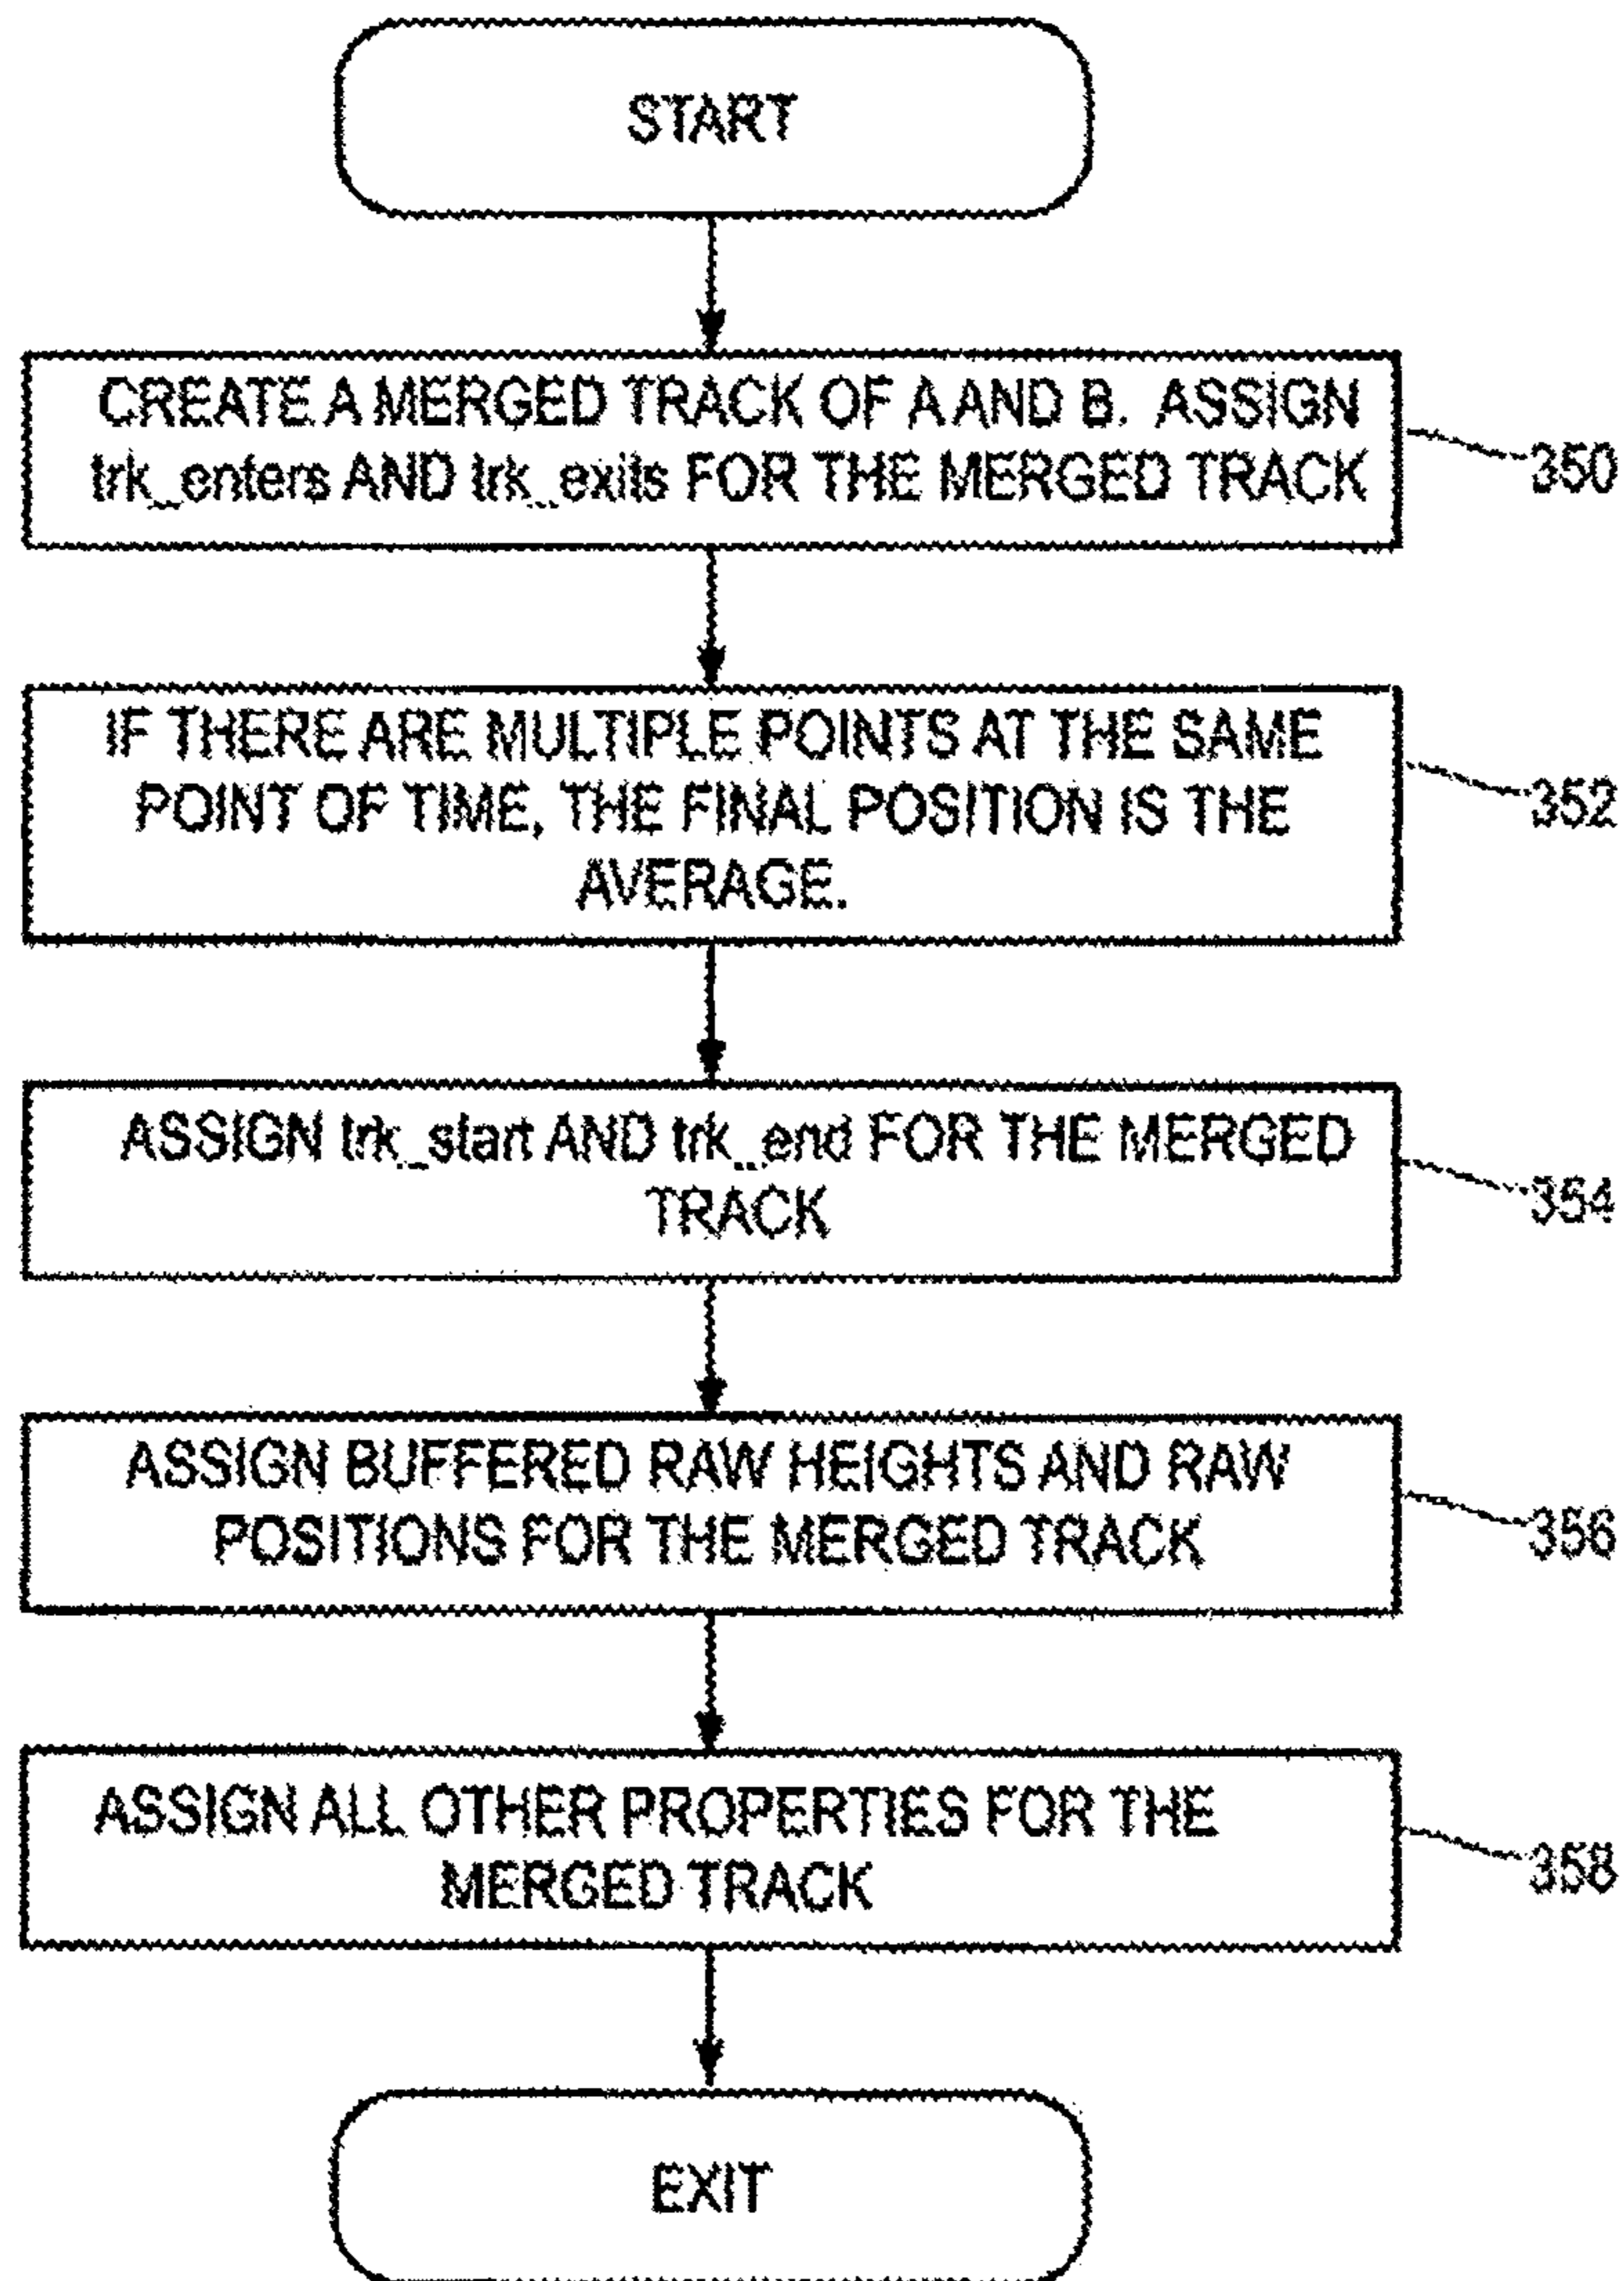 START
CREATE A MERGED TRACK OF A AND B. ASSIGN
trk_enters AND trk_exits FOR THE MERGED TRACK
350
IF THERE ARE MULTIPLE POINTS AT THE SAME
POINT OF TIME, THE FINAL POSITION IS THE
AVERAGE.
352
ASSIGN trk_start AND trk_end FOR THE MERGED
TRACK
354
ASSIGN BUFFERED RAW HEIGHTS AND RAW
POSITIONS FOR THE MERGED TRACK
356
ASSIGN ALL OTHER PROPERTIES FOR THE
MERGED TRACK
358
EXIT